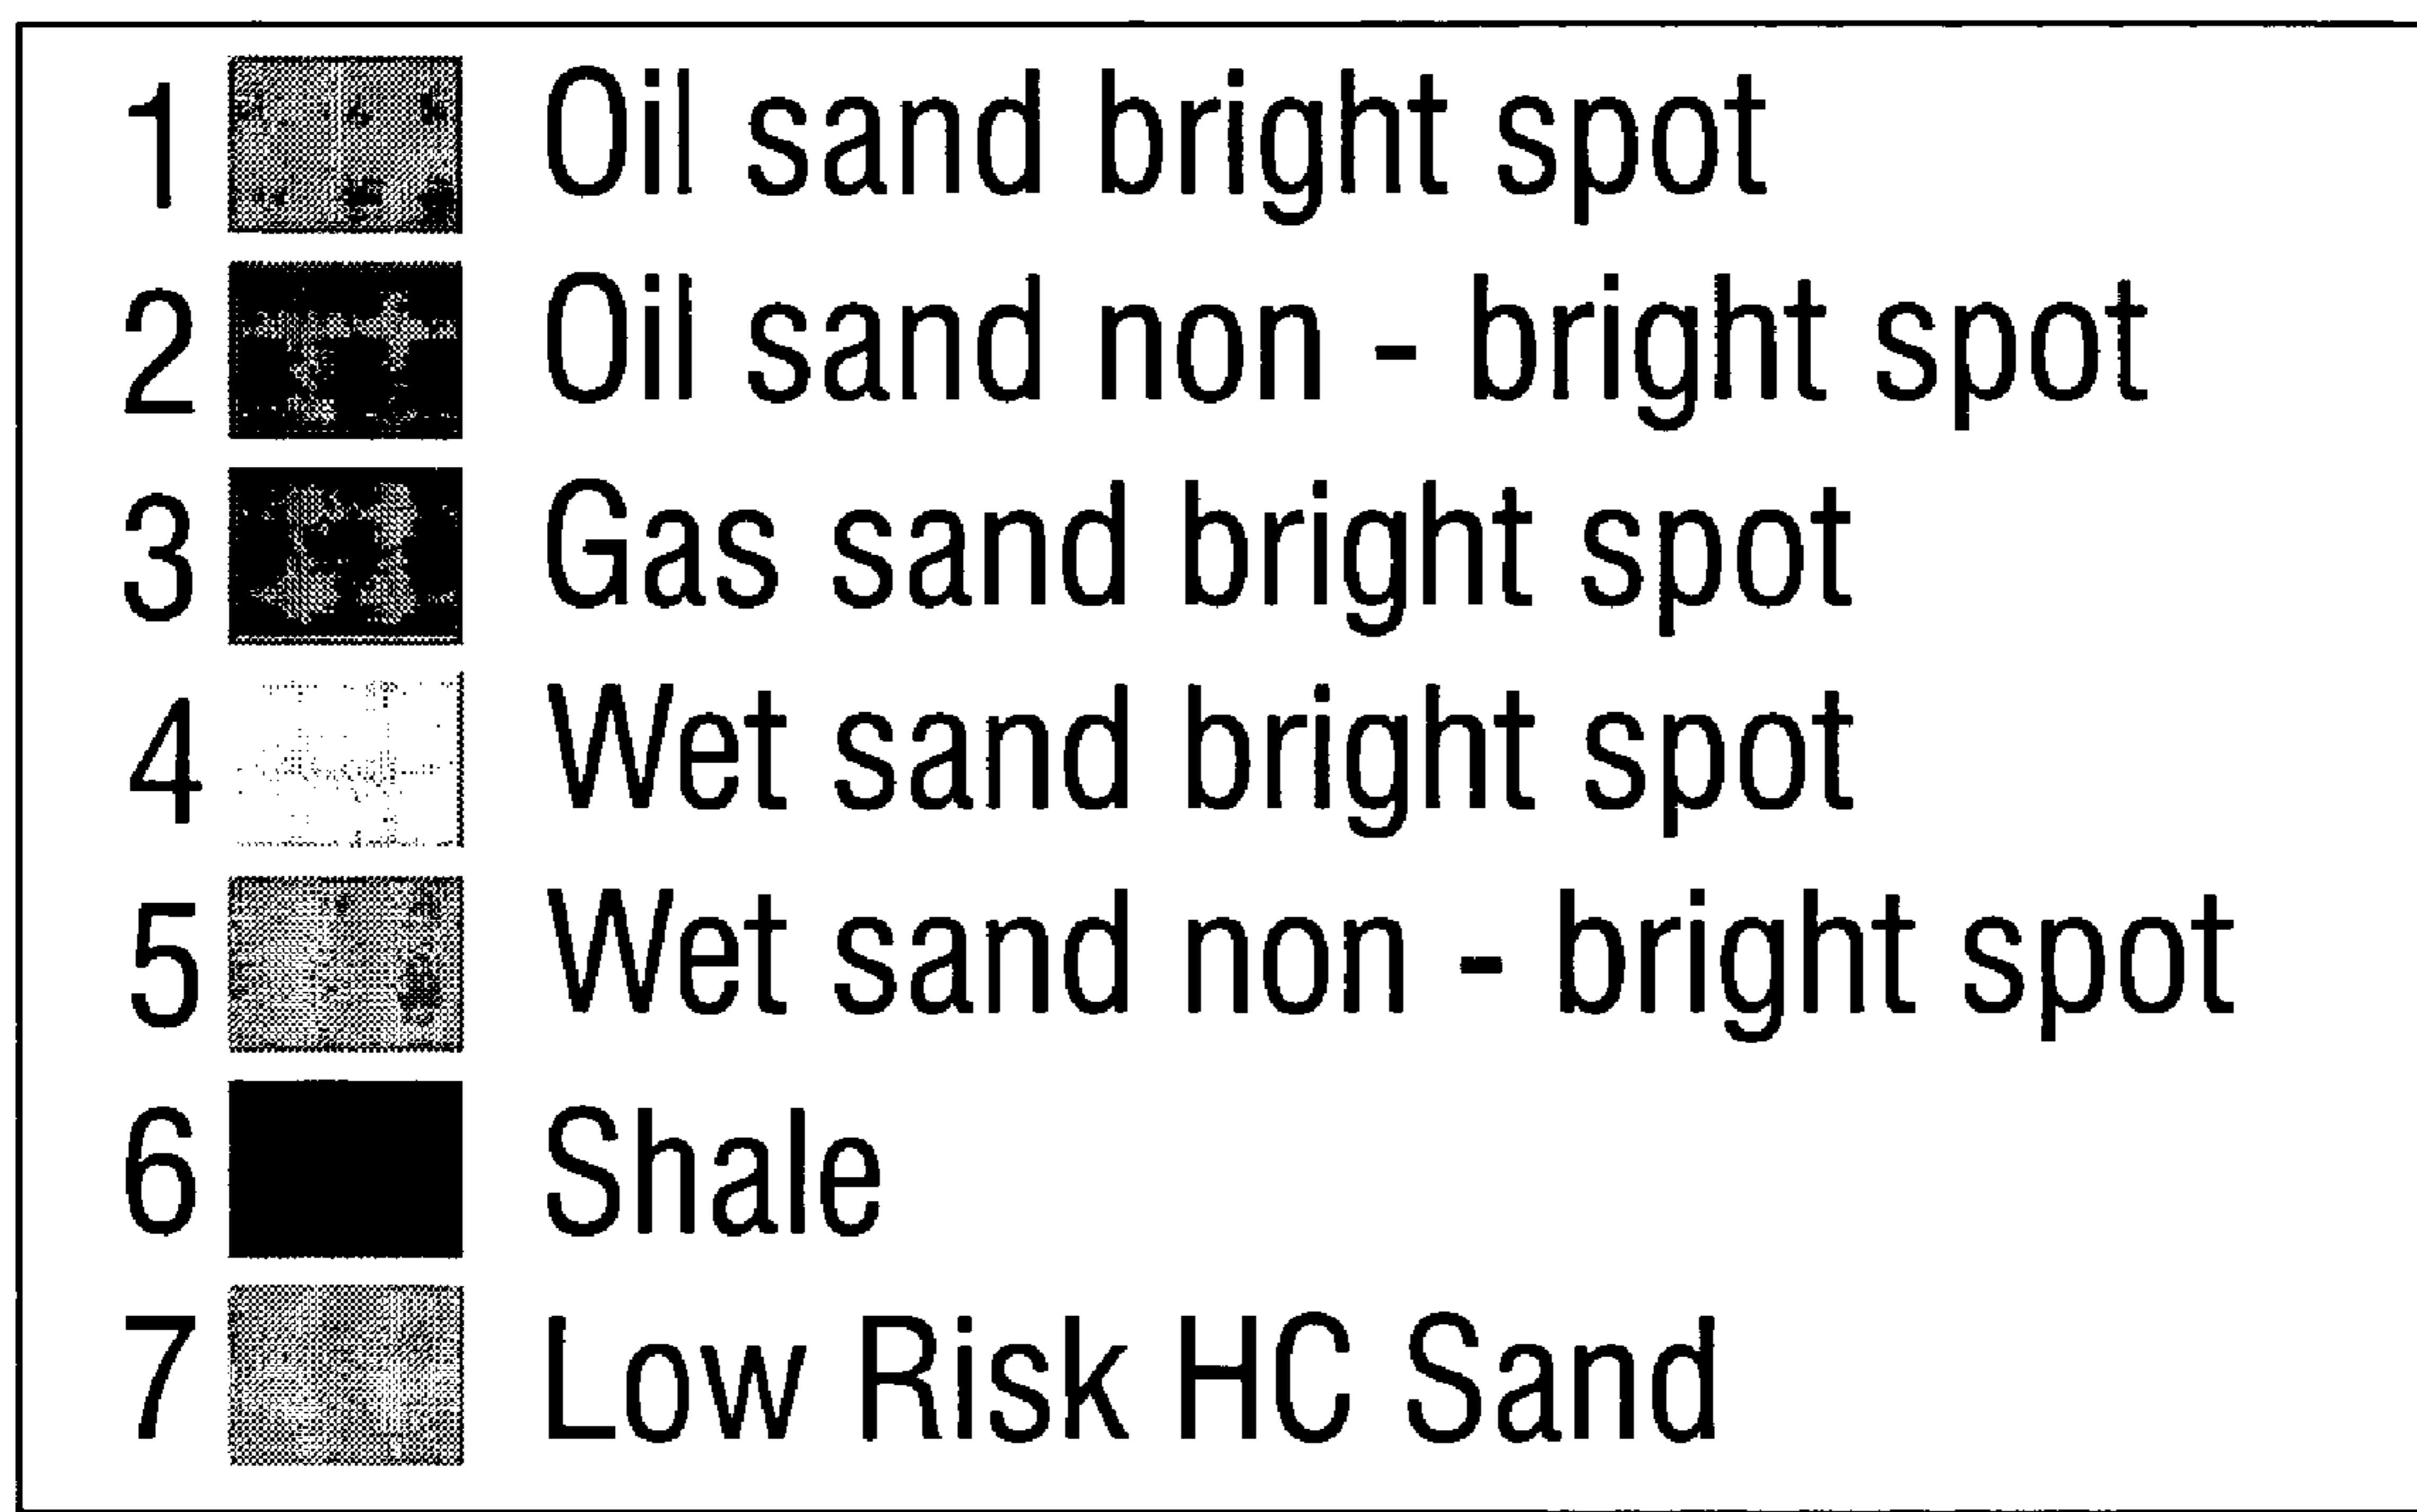 1 Oil sand bright spot
2 Oil sand non - bright spot
3 Gas sand bright spot
4 Wet sand bright spot
5 Wet sand non - bright spot
6 Shale
7 Low Risk HC Sand